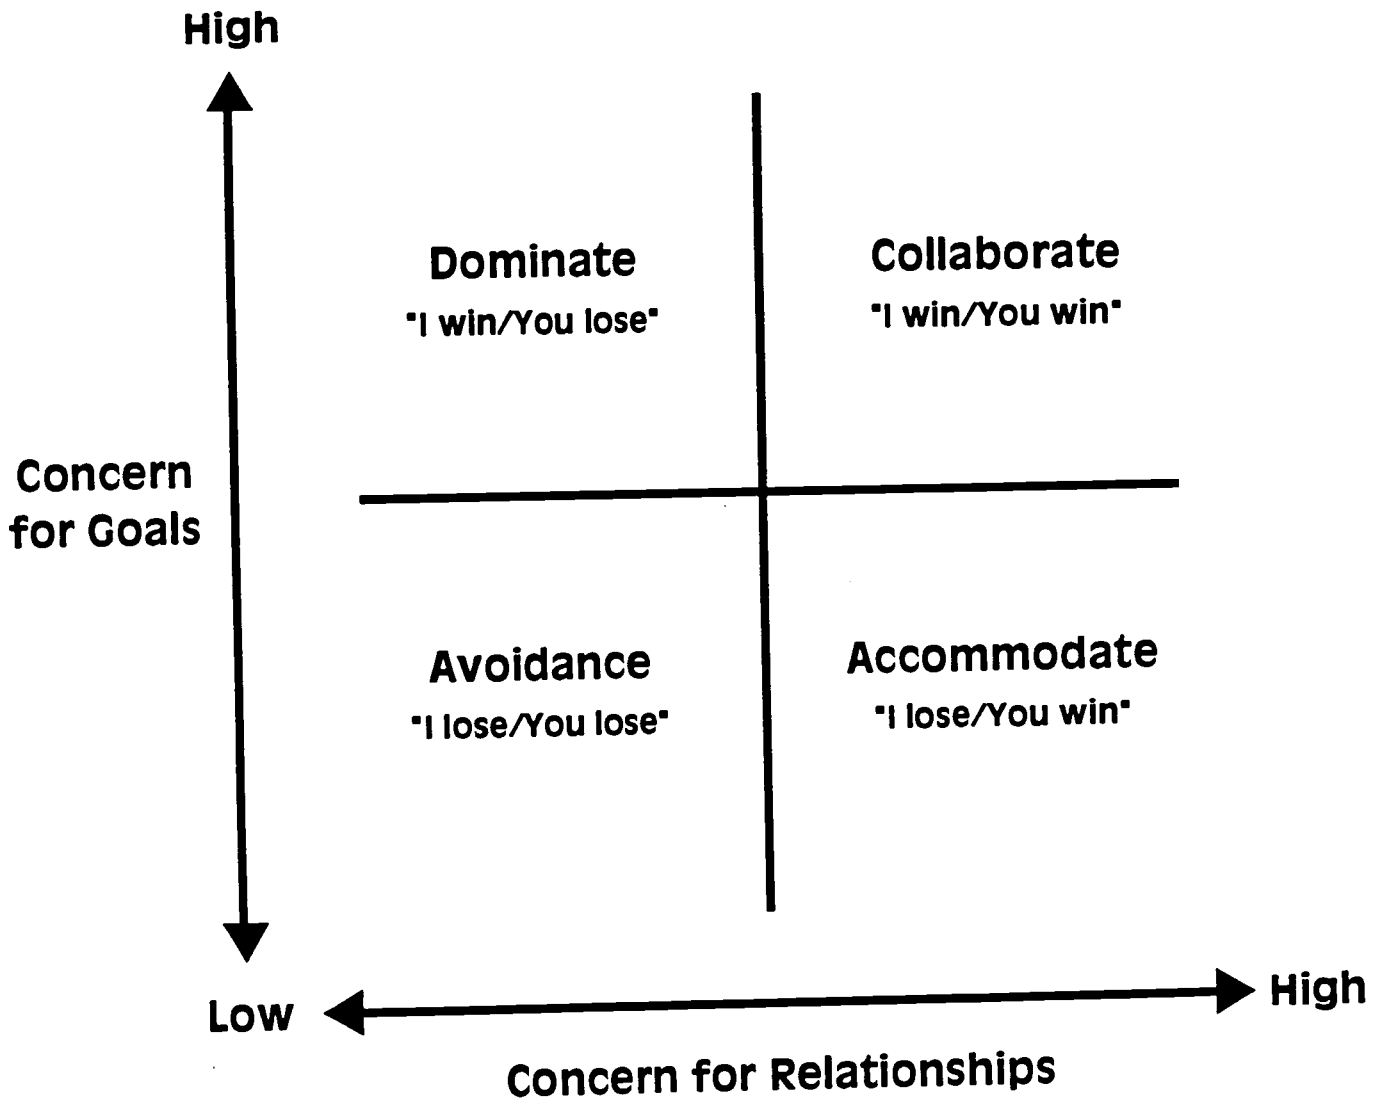 High
Dominate
"I win/You lose"
Collaborate
"I win/You win"
Concern
for Goals
Avoidance
"I lose/You lose"
Accommodate
"I lose/You win"
Low
High
Concern for Relationships